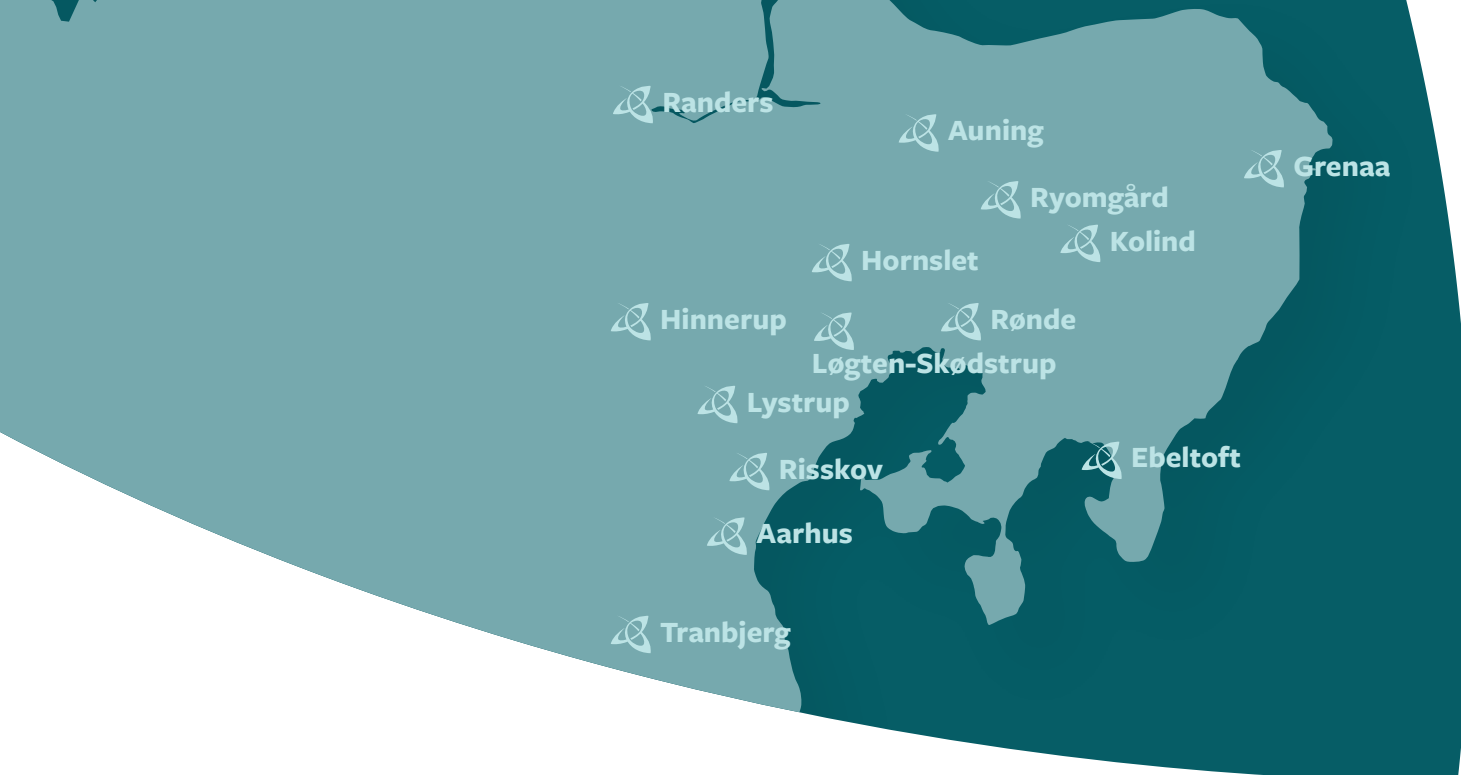 Randers
Auning
Grenaa
Ryomgård
Kolind
Hornslet
Hinnerup
Rønde
Løgten-Skødstrup
Lystrup
Ebeltoft
Risskov
Aarhus
Tranbjerg